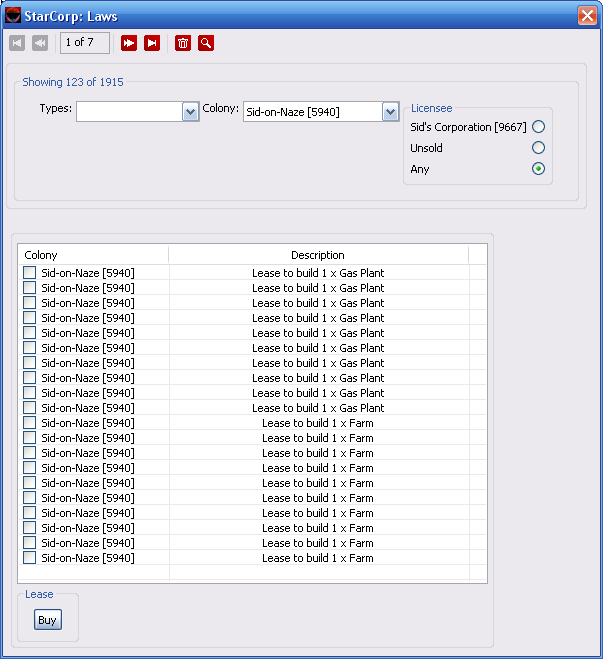 StarCorp: Laws
1 of 7
Showing 123 of 1915
Types: Colony: Sid-on-Naze [5940]
Licensee
Sid's Corporation [9667]
Unsold
Any
Colony Description
Sid-on-Naze [5940] Lease to build 1 x Gas Plant
Sid-on-Naze [5940] Lease to build 1 x Gas Plant
Sid-on-Naze [5940] Lease to build 1 x Gas Plant
Sid-on-Naze [5940] Lease to build 1 x Gas Plant
Sid-on-Naze [5940] Lease to build 1 x Gas Plant
Sid-on-Naze [5940] Lease to build 1 x Gas Plant
Sid-on-Naze [5940] Lease to build 1 x Gas Plant
Sid-on-Naze [5940] Lease to build 1 x Gas Plant
Sid-on-Naze [5940] Lease to build 1 x Gas Plant
Sid-on-Naze [5940] Lease to build 1 x Gas Plant
Sid-on-Naze [5940] Lease to build 1 x Farm
Sid-on-Naze [5940] Lease to build 1 x Farm
Sid-on-Naze [5940] Lease to build 1 x Farm
Sid-on-Naze [5940] Lease to build 1 x Farm
Sid-on-Naze [5940] Lease to build 1 x Farm
Sid-on-Naze [5940] Lease to build 1 x Farm
Sid-on-Naze [5940] Lease to build 1 x Farm
Sid-on-Naze [5940] Lease to build 1 x Farm
Sid-on-Naze [5940] Lease to build 1 x Farm
Sid-on-Naze [5940] Lease to build 1 x Farm
Lease
Buy